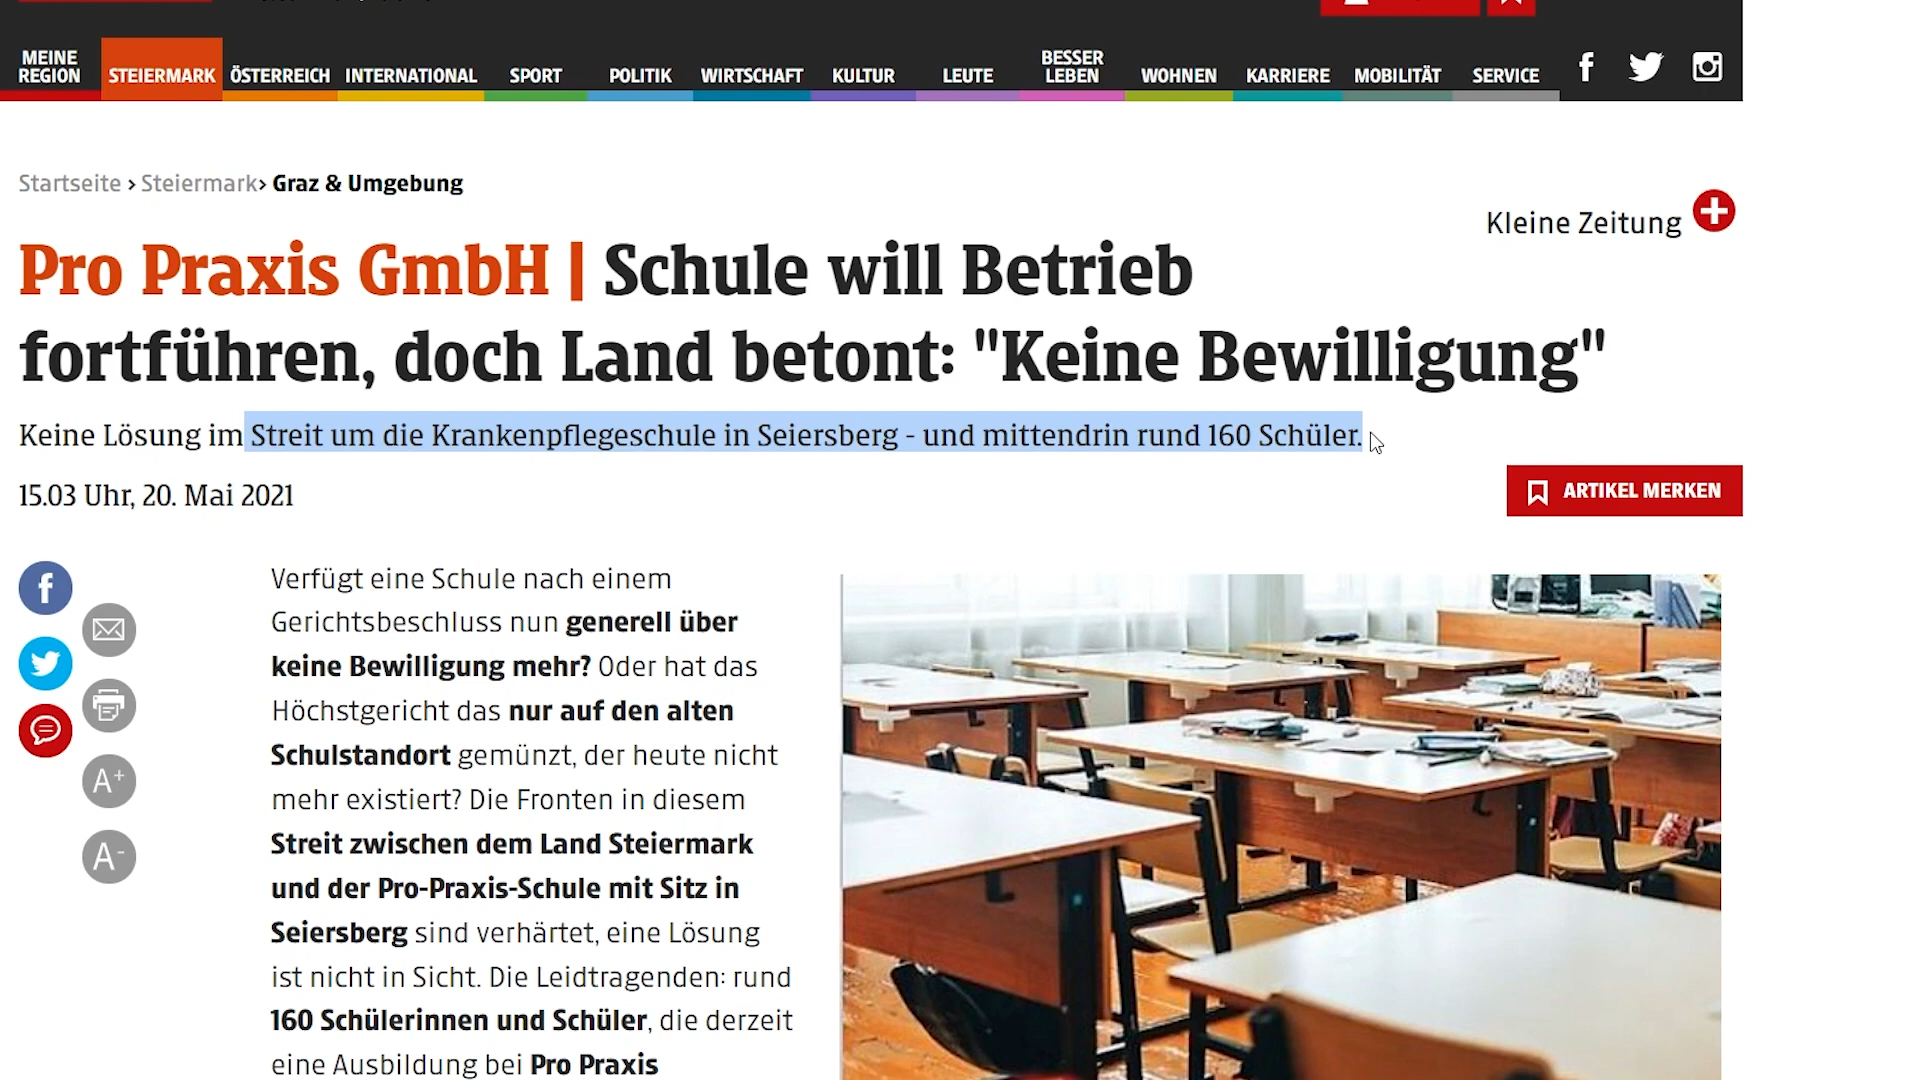 MEINE REGION STEIERMARK ÖSTERREICH INTERNATIONAL SPORT POLITIK WIRTSCHAFT KULTUR LEUTE BESSER LEBEN WOHNEN KARRIERE MOBILITÄT SERVICE
Startseite › Steiermark› Graz & Umgebung
Kleine Zeitung
Pro Praxis GmbH | Schule will Betrieb
fortführen, doch Land betont: "Keine Bewilligung"
Keine Lösung im Streit um die Krankenpflegeschule in Seiersberg - und mittendrin rund 160 Schüler.
15.03 Uhr, 20. Mai 2021
ARTIKEL MERKEN
A+
A-
Verfügt eine Schule nach einem
Gerichtsbeschluss nun generell über
keine Bewilligung mehr? Oder hat das
Höchstgericht das nur auf den alten
Schulstandort gemünzt, der heute nicht
mehr existiert? Die Fronten in diesem
Streit zwischen dem Land Steiermark
und der Pro-Praxis-Schule mit Sitz in
Seiersberg sind verhärtet, eine Lösung
ist nicht in Sicht. Die Leidtragenden: rund
160 Schülerinnen und Schüler, die derzeit
eine Ausbildung bei Pro Praxis